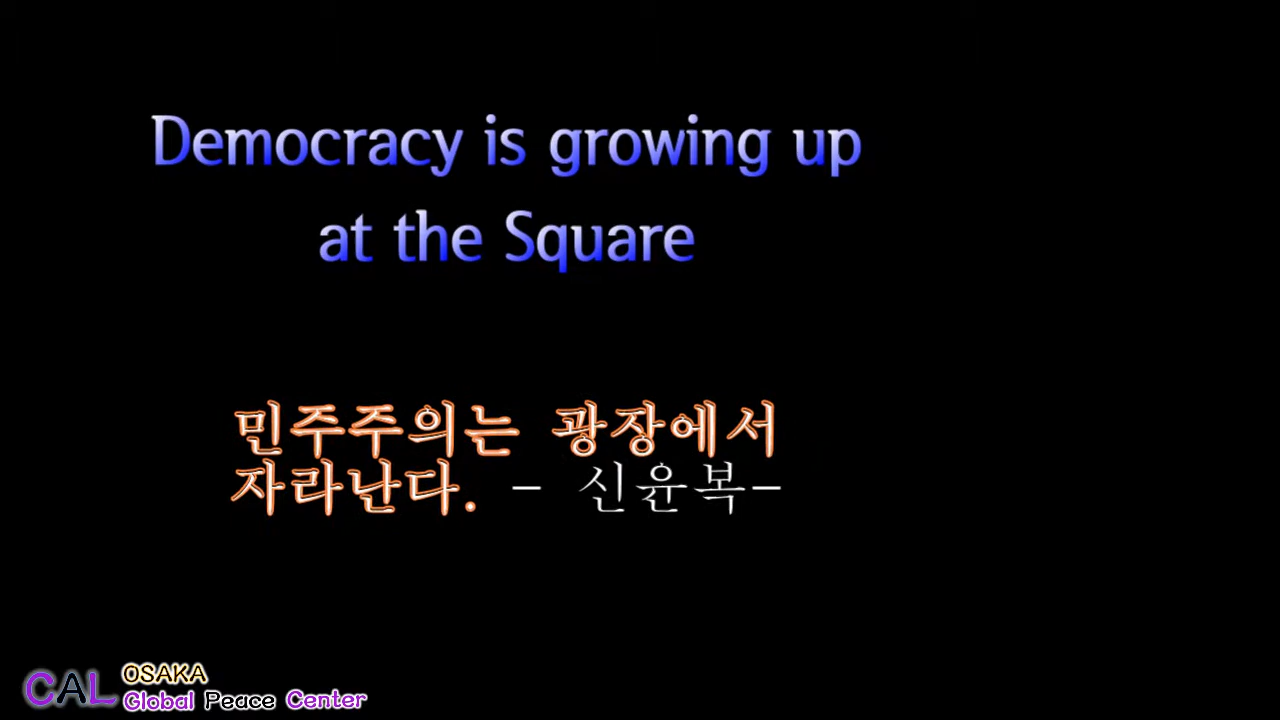 Democracy is growing up
at the Square
민주주의는 광장에서
자라난다. - 신윤복-
CAL OSAKA
Global Peace Center